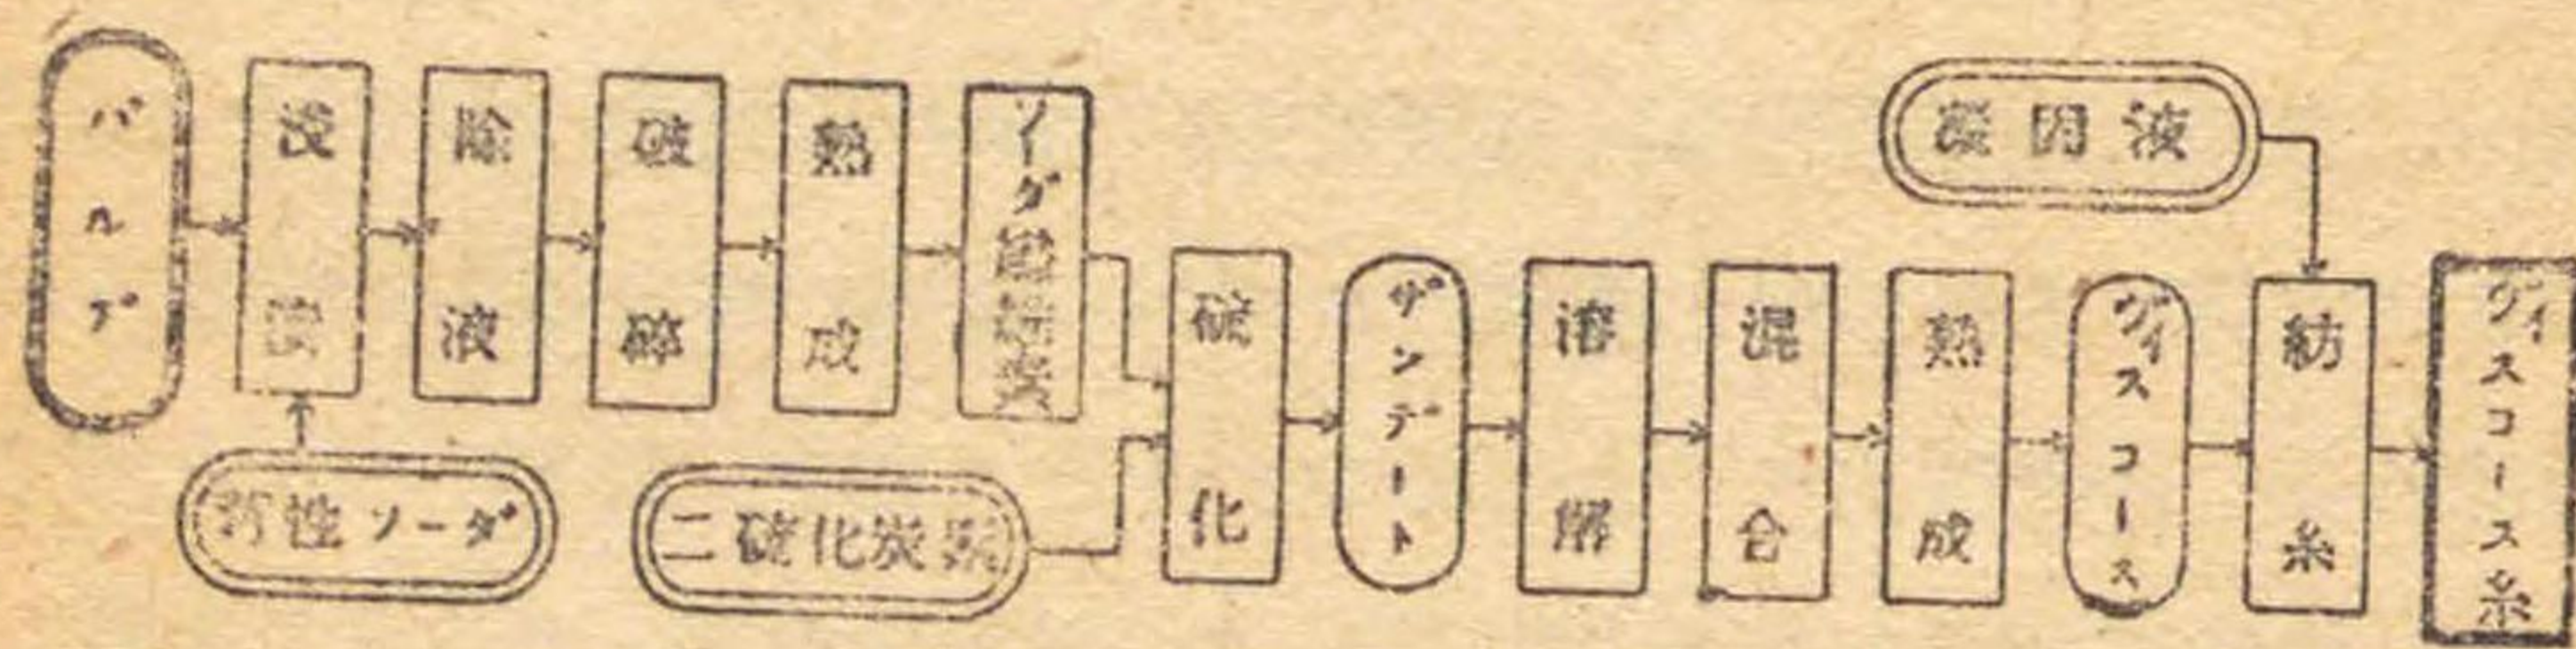 パルプ
浸漬
除液
破砕
熟成
ソーダ繊維素
苛性ソーダ
二硫化炭素
硫化
ザンデート
溶解
混合
熟成
ヴィスコース
凝固液
紡糸
ヴィスコース糸